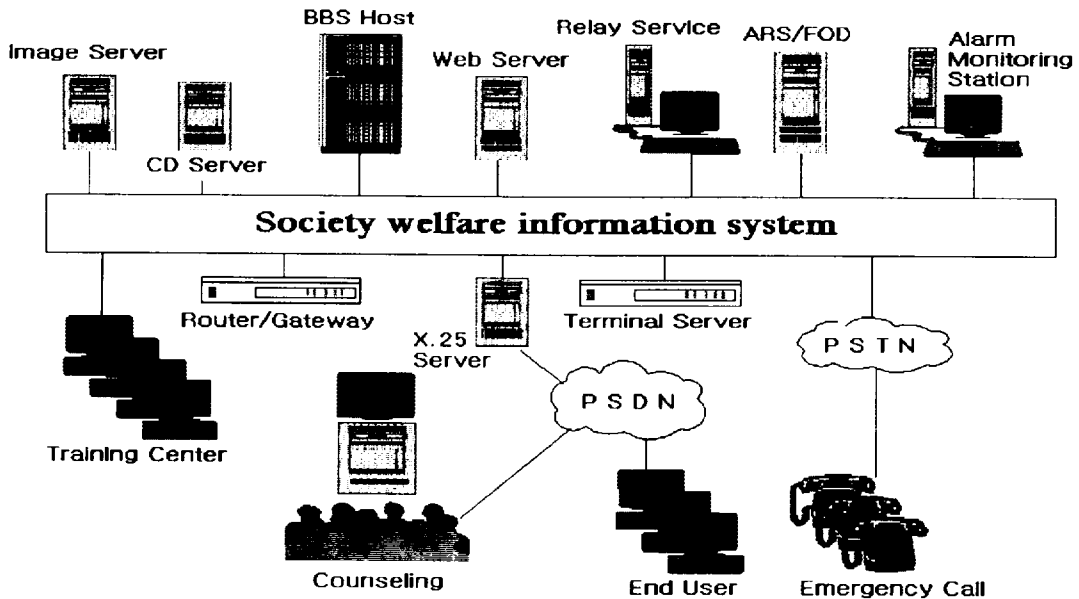 BBS Host
Relay Service
ARS/FOD
Alarm
Monitoring
Station
Image Server
Web Server
CD Server
Society welfare information system
Router/Gateway
X.25
Server
Terminal Server
PSTN
PSDN
Training Center
Counseling
End User
Emergency Call